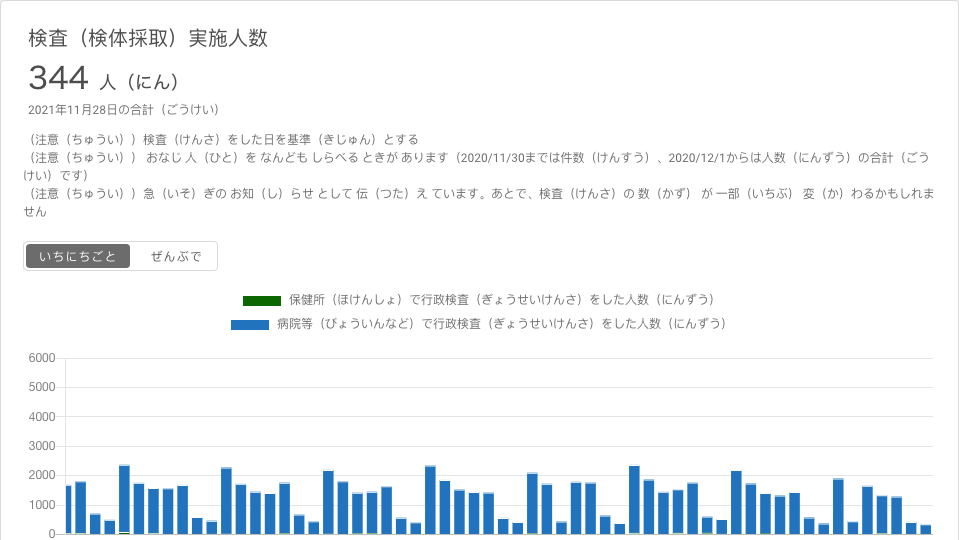 検査（検体採取）実施人数
344 人（にん）
2021年11月28日の合計（ごうけい）
（注意（ちゅうい））検査（けんさ）をした日を基準（きじゅん）とする
（注意（ちゅうい）） おなじ 人（ひと）を なんども しらべる ときが あります（2020/11/30までは件数（けんすう）、2020/12/1からは人数（にんずう）の合計（ごう
けい）です）
（注意（ちゅうい））急（いそ）ぎの お知（し）らせ として 伝（つた）え ています。あとで、検査（けんさ）の 数（かず） が 一部（いちぶ） 変（か）わるかもしれま
せん
いちにちごと ぜんぶで
保健所（ほけんしょ）で行政検査（ぎょうせいけんさ）をした人数（にんずう）
病院等（びょういんなど）で行政検査（ぎょうせいけんさ）をした人数（にんずう）
6000
5000
4000
3000
2000
1000
0